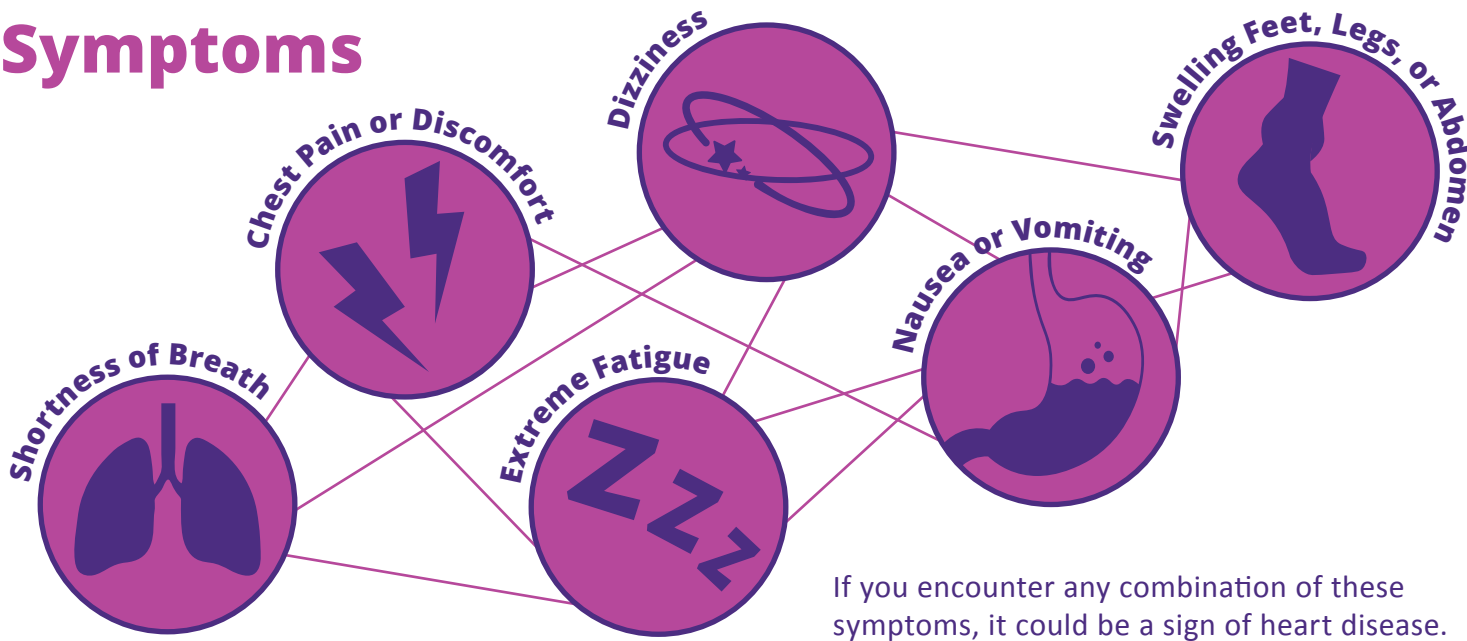 Symptoms
Shortness of Breath
Chest Pain or Discomfort
Dizziness
Extreme Fatigue
Nausea or Vomiting
Swelling Feet, Legs, or Abdomen
Zzz
If you encounter any combination of these
symptoms, it could be a sign of heart disease.